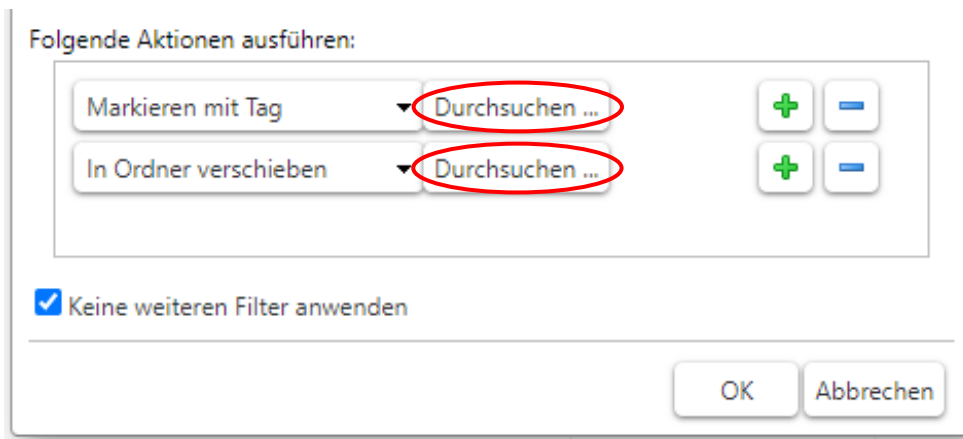 Folgende Aktionen ausführen:
Markieren mit Tag Durchsuchen ...
In Ordner verschieben Durchsuchen ...
Keine weiteren Filter anwenden
OK Abbrechen